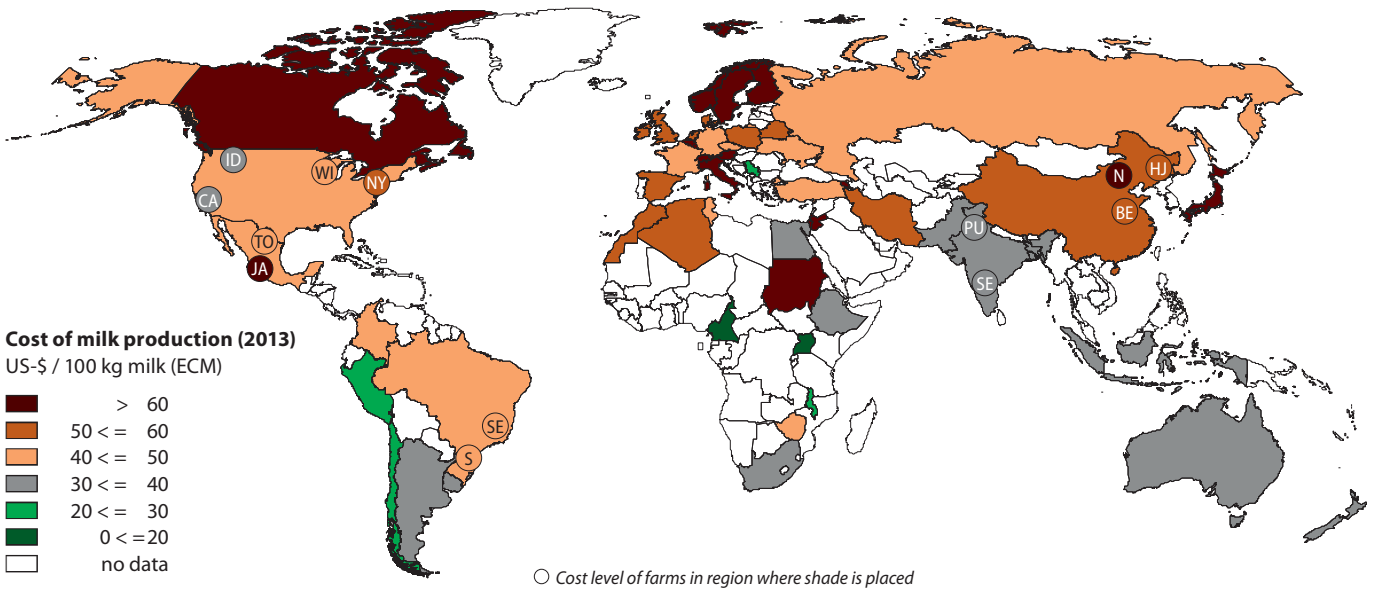 ID
WI
NY
CA
TO
JA
N
HJ
BE
PU
SE
SE
S
Cost of milk production (2013)
US-$ / 100 kg milk (ECM)
> 60
50 < = 60
40 < = 50
30 < = 40
20 < = 30
0 < =20
no data
Cost level of farms in region where shade is placed